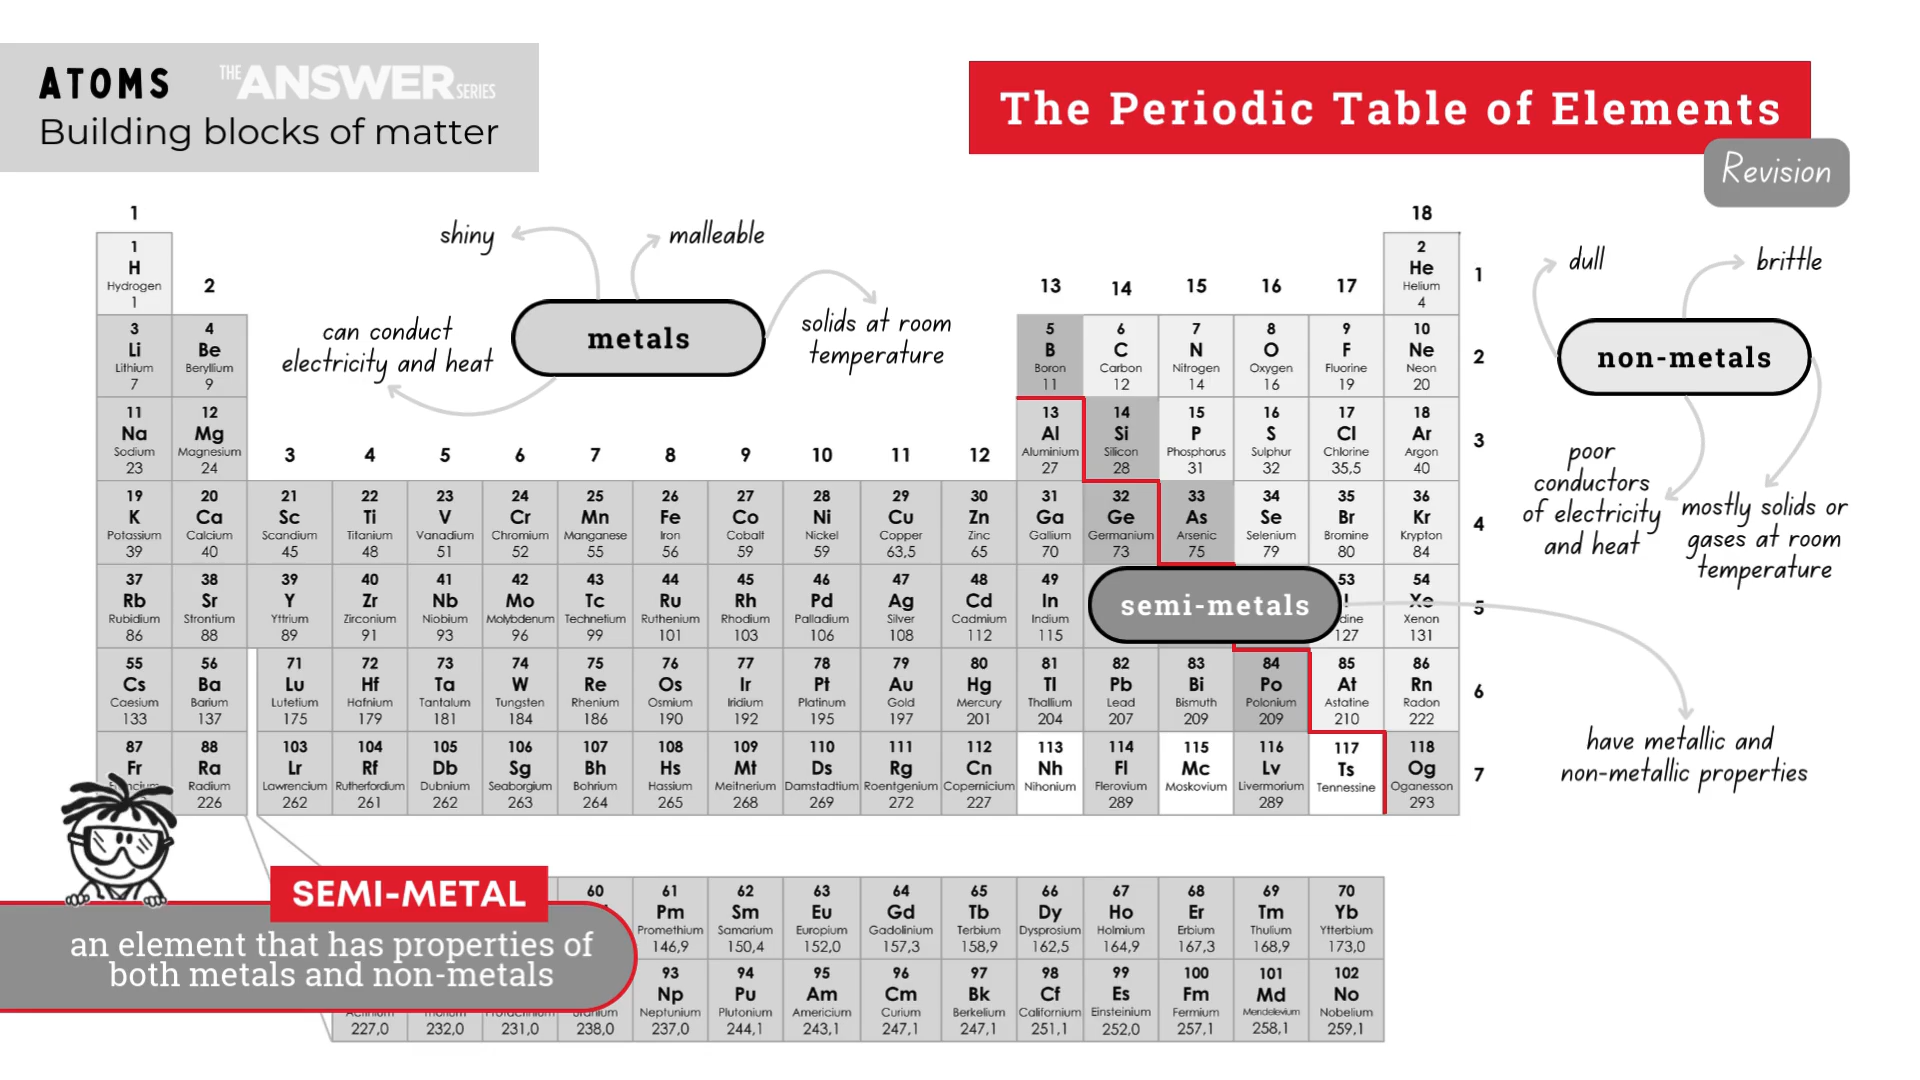 ATOMS THE ANSWER SERIES
Building blocks of matter
The Periodic Table of Elements
Revision
1 18
shiny malleable
1 2
H He
Hydrogen Helium
1 4
1
2 13 14 15 16 17
dull brittle
metals
can conduct
electricity and heat
solids at room
temperature
non-metals
3 4 5 6 7 8 9 10
Li Be B C N O F Ne
Lithium Beryllium Boron Carbon Nitrogen Oxygen Fluorine Neon
7 9 11 12 14 16 19 20
2
11 12 13 14 15 16 17 18
Na Mg Al Si P S Cl Ar
Sodium Magnesium Aluminium Silicon Phosphorus Sulphur Chlorine Argon
23 24 27 28 31 32 35,5 40
3
3 4 5 6 7 8 9 10 11 12
poor
conductors
of electricity
and heat
mostly solids or
gases at room
temperature
19 20 21 22 23 24 25 26 27 28 29 30 31 32 33 34 35 36
K Ca Sc Ti V Cr Mn Fe Co Ni Cu Zn Ga Ge As Se Br Kr
Potassium Calcium Scandium Titanium Vanadium Chromium Manganese Iron Cobalt Nickel Copper Zinc Gallium Germanium Arsenic Selenium Bromine Krypton
39 40 45 48 51 52 55 56 59 59 63,5 65 70 73 75 79 80 84
4
37 38 39 40 41 42 43 44 45 46 47 48 49 53 54
Rb Sr Y Zr Nb Mo Tc Ru Rh Pd Ag Cd In semi-metals I Xe
Rubidium Strontium Yttrium Zirconium Niobium Molybdenum Technetium Ruthenium Rhodium Palladium Silver Cadmium Indium dine Xenon
86 88 89 91 93 96 99 101 103 106 108 112 115 127 131
5
55 56 71 72 73 74 75 76 77 78 79 80 81 82 83 84 85 86
Cs Ba Lu Hf Ta W Re Os Ir Pt Au Hg Tl Pb Bi Po At Rn
Caesium Barium Lutetium Hafnium Tantalum Tungsten Rhenium Osmium Iridium Platinum Gold Mercury Thallium Lead Bismuth Polonium Astatine Radon
133 137 175 179 181 184 186 190 192 195 197 201 204 207 209 209 210 222
6
have metallic and
non-metallic properties
87 88 103 104 105 106 107 108 109 110 111 112 113 114 115 116 117 118
Fr Ra Lr Rf Db Sg Bh Hs Mt Ds Rg Cn Nh Fl Mc Lv Ts Og
Radium Lawrencium Rutherfordium Dubnium Seaborgium Bohrium Hassium Meitnerium Damstadtium Roentgenium Copernicium Nihonium Flerovium Moskovium Livermorium Tennessine Oganesson
226 262 261 262 263 264 265 268 269 272 227 289 289 293
7
SEMI-METAL
an element that has properties of
both metals and non-metals
60 61 62 63 64 65 66 67 68 69 70
Pm Sm Eu Gd Tb Dy Ho Er Tm Yb
Promethium Samarium Europium Gadolinium Terbium Dysprosium Holmium Erbium Thulium Ytterbium
146,9 150,4 152,0 157,3 158,9 162,5 164,9 167,3 168,9 173,0
93 94 95 96 97 98 99 100 101 102
Np Pu Am Cm Bk Cf Es Fm Md No
Actinium Thorium Protactinium Uranium Neptunium Plutonium Americium Curium Berkelium Californium Einsteinium Fermium Mendelevium Nobelium
227,0 232,0 231,0 238,0 237,0 244,1 243,1 247,1 247,1 251,1 252,0 257,1 258,1 259,1